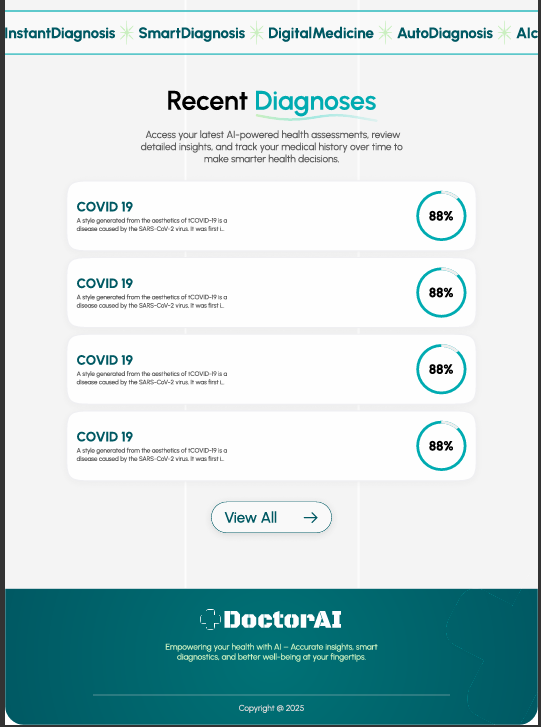 InstantDiagnosis SmartDiagnosis DigitalMedicine AutoDiagnosis AIc
Recent Diagnoses
Access your latest AI-powered health assessments, review
detailed insights, and track your medical history over time to
make smarter health decisions.
COVID 19
A style generated from the aesthetics of tCOVID-19 is a
disease caused by the SARS-CoV-2 virus. It was first i...
88%
COVID 19
A style generated from the aesthetics of tCOVID-19 is a
disease caused by the SARS-CoV-2 virus. It was first i...
88%
COVID 19
A style generated from the aesthetics of tCOVID-19 is a
disease caused by the SARS-CoV-2 virus. It was first i...
88%
COVID 19
A style generated from the aesthetics of tCOVID-19 is a
disease caused by the SARS-CoV-2 virus. It was first i...
88%
View All
DoctorAI
Empowering your health with AI – Accurate insights, smart
diagnostics, and better well-being at your fingertips.
Copyright @ 2025